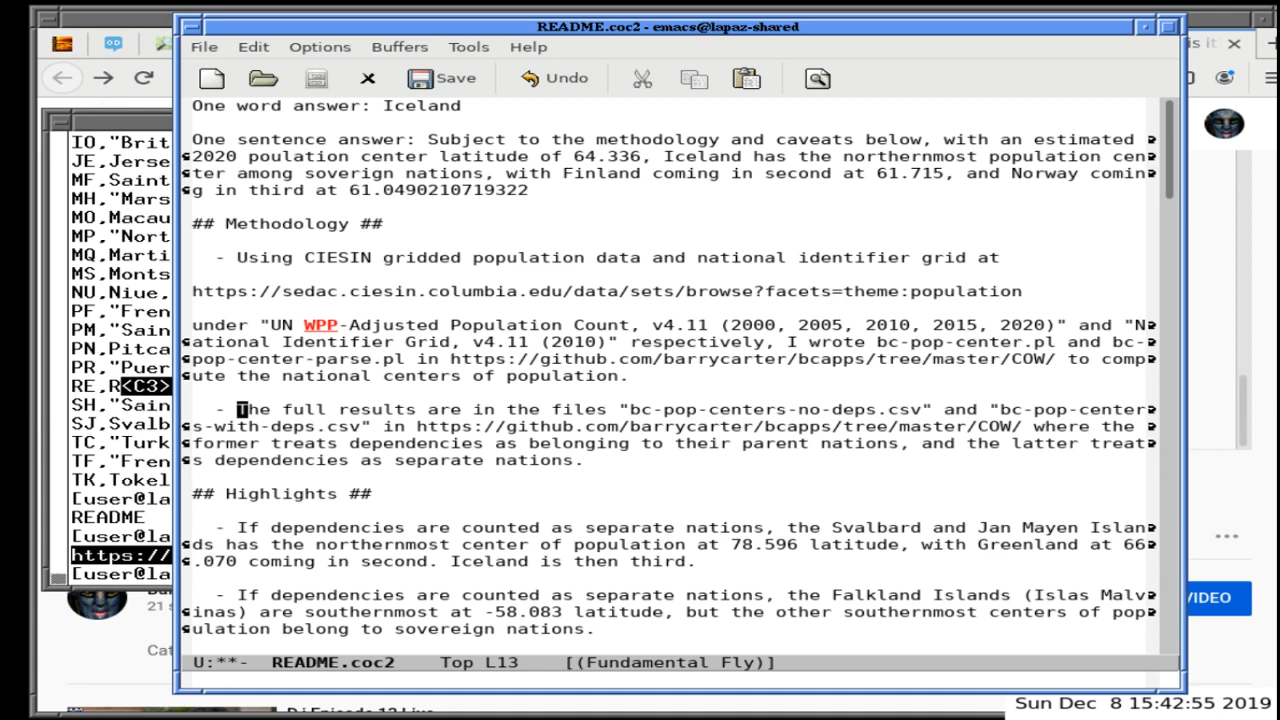 README.coc2 - emacs@lapaz-shared
File Edit Options Buffers Tools Help
Save Undo
One word answer: Iceland
One sentence answer: Subject to the methodology and caveats below, with an estimated
2020 poulation center latitude of 64.336, Iceland has the northernmost population cen
ter among soverign nations, with Finland coming in second at 61.715, and Norway comin
g in third at 61.0490210719322
## Methodology ##
- Using CIESIN gridded population data and national identifier grid at
https://sedac.ciesin.columbia.edu/data/sets/browse?facets=theme:population
under "UN WPP-Adjusted Population Count, v4.11 (2000, 2005, 2010, 2015, 2020)" and "N
ational Identifier Grid, v4.11 (2010)" respectively, I wrote bc-pop-center.pl and bc-
pop-center-parse.pl in https://github.com/barrycarter/bcapps/tree/master/COW/ to comp
ute the national centers of population.
- The full results are in the files "bc-pop-centers-no-deps.csv" and "bc-pop-center
s-with-deps.csv" in https://github.com/barrycarter/bcapps/tree/master/COW/ where the
former treats dependencies as belonging to their parent nations, and the latter treat
s dependencies as separate nations.
## Highlights ##
- If dependencies are counted as separate nations, the Svalbard and Jan Mayen Islan
ds has the northernmost center of population at 78.596 latitude, with Greenland at 66
.070 coming in second. Iceland is then third.
- If dependencies are counted as separate nations, the Falkland Islands (Islas Malv
inas) are southernmost at -58.083 latitude, but the other southernmost centers of pop
ulation belong to sovereign nations.
U:**- README.coc2 Top L13 [(Fundamental Fly)]
IO,"Brit
JE,Jerse
MF,Saint
MH,"Mars
MO,Macau
MP,"Nort
MQ,Marti
MS,Monts
NU,Niue,
PF,"Fren
PM,"Sain
PN,Pitca
PR,"Puer
RE,R<C3>
SH,"Sain
SJ,Svalb
TC,"Turk
TF,"Fren
TK,Tokel
[user@la
README
[user@la
https://
[user@la
is it
VIDEO
21 s
Cat
Sun Dec 8 15:42:55 2019